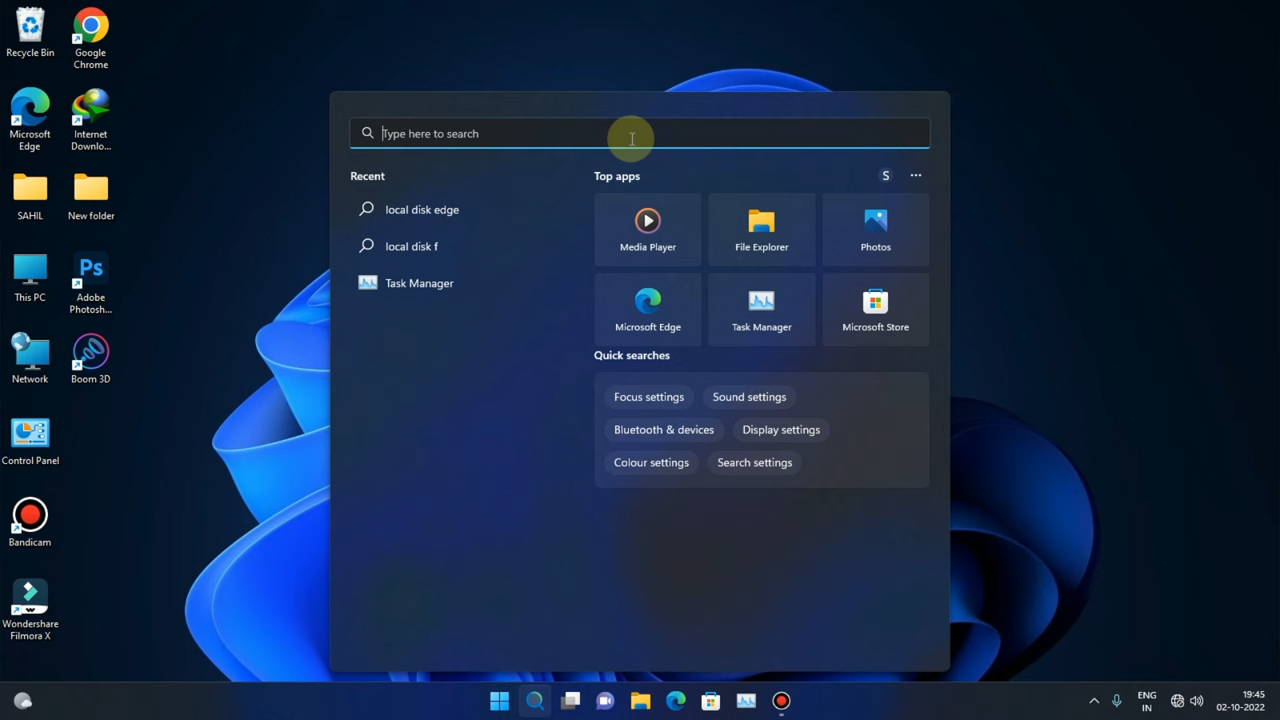 Recycle Bin
Google
Chrome
Microsoft
Edge
Internet
Downlo...
SAHIL
New folder
This PC
Ps
Adobe
Photosh...
Network
Boom 3D
Control Panel
Bandicam
Wondershare
Filmora X
Type here to search
Recent
local disk edge
local disk f
Task Manager
Top apps
S
Media Player
File Explorer
Photos
Microsoft Edge
Task Manager
Microsoft Store
Quick searches
Focus settings
Sound settings
Bluetooth & devices
Display settings
Colour settings
Search settings
ENG
IN
19:45
02-10-2022